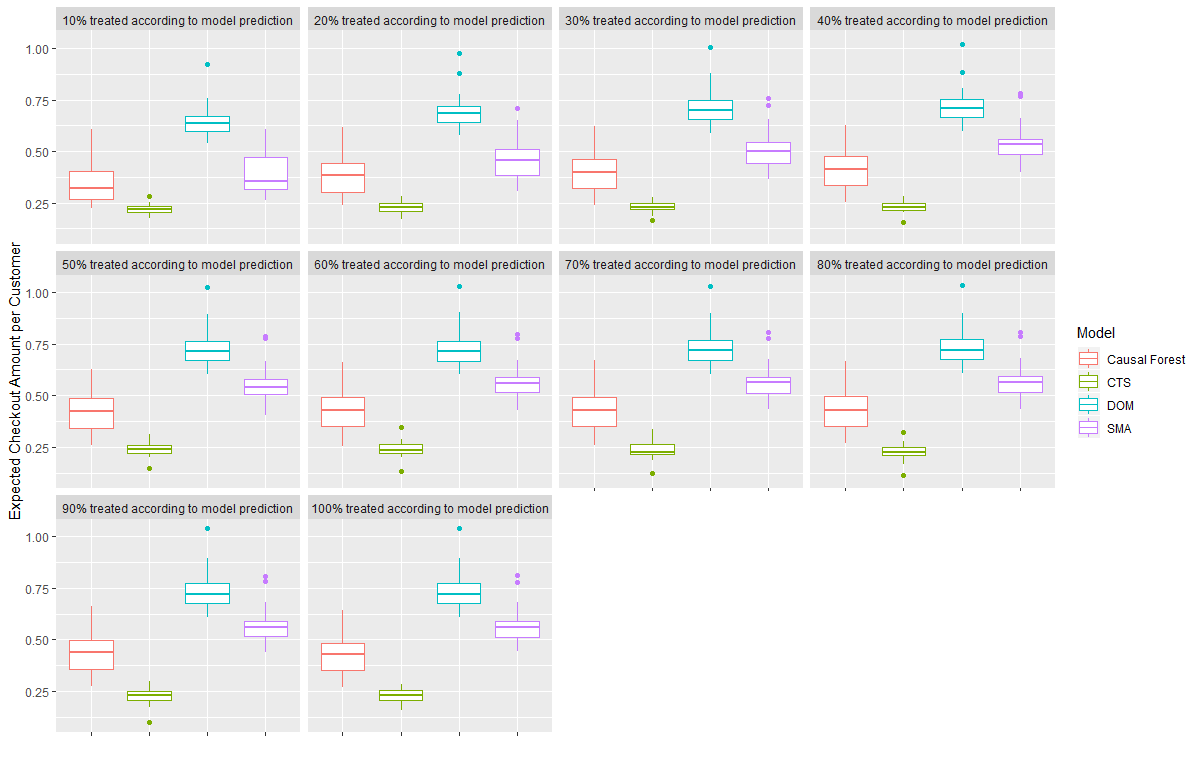 10% treated according to model prediction
20% treated according to model prediction
30% treated according to model prediction
40% treated according to model prediction
1.00
0.75
0.50
0.25
50% treated according to model prediction
60% treated according to model prediction
70% treated according to model prediction
80% treated according to model prediction
1.00
0.75
0.50
0.25
90% treated according to model prediction
100% treated according to model prediction
1.00
0.75
0.50
0.25
Expected Checkout Amount per Customer
Model
Causal Forest
CTS
DOM
SMA